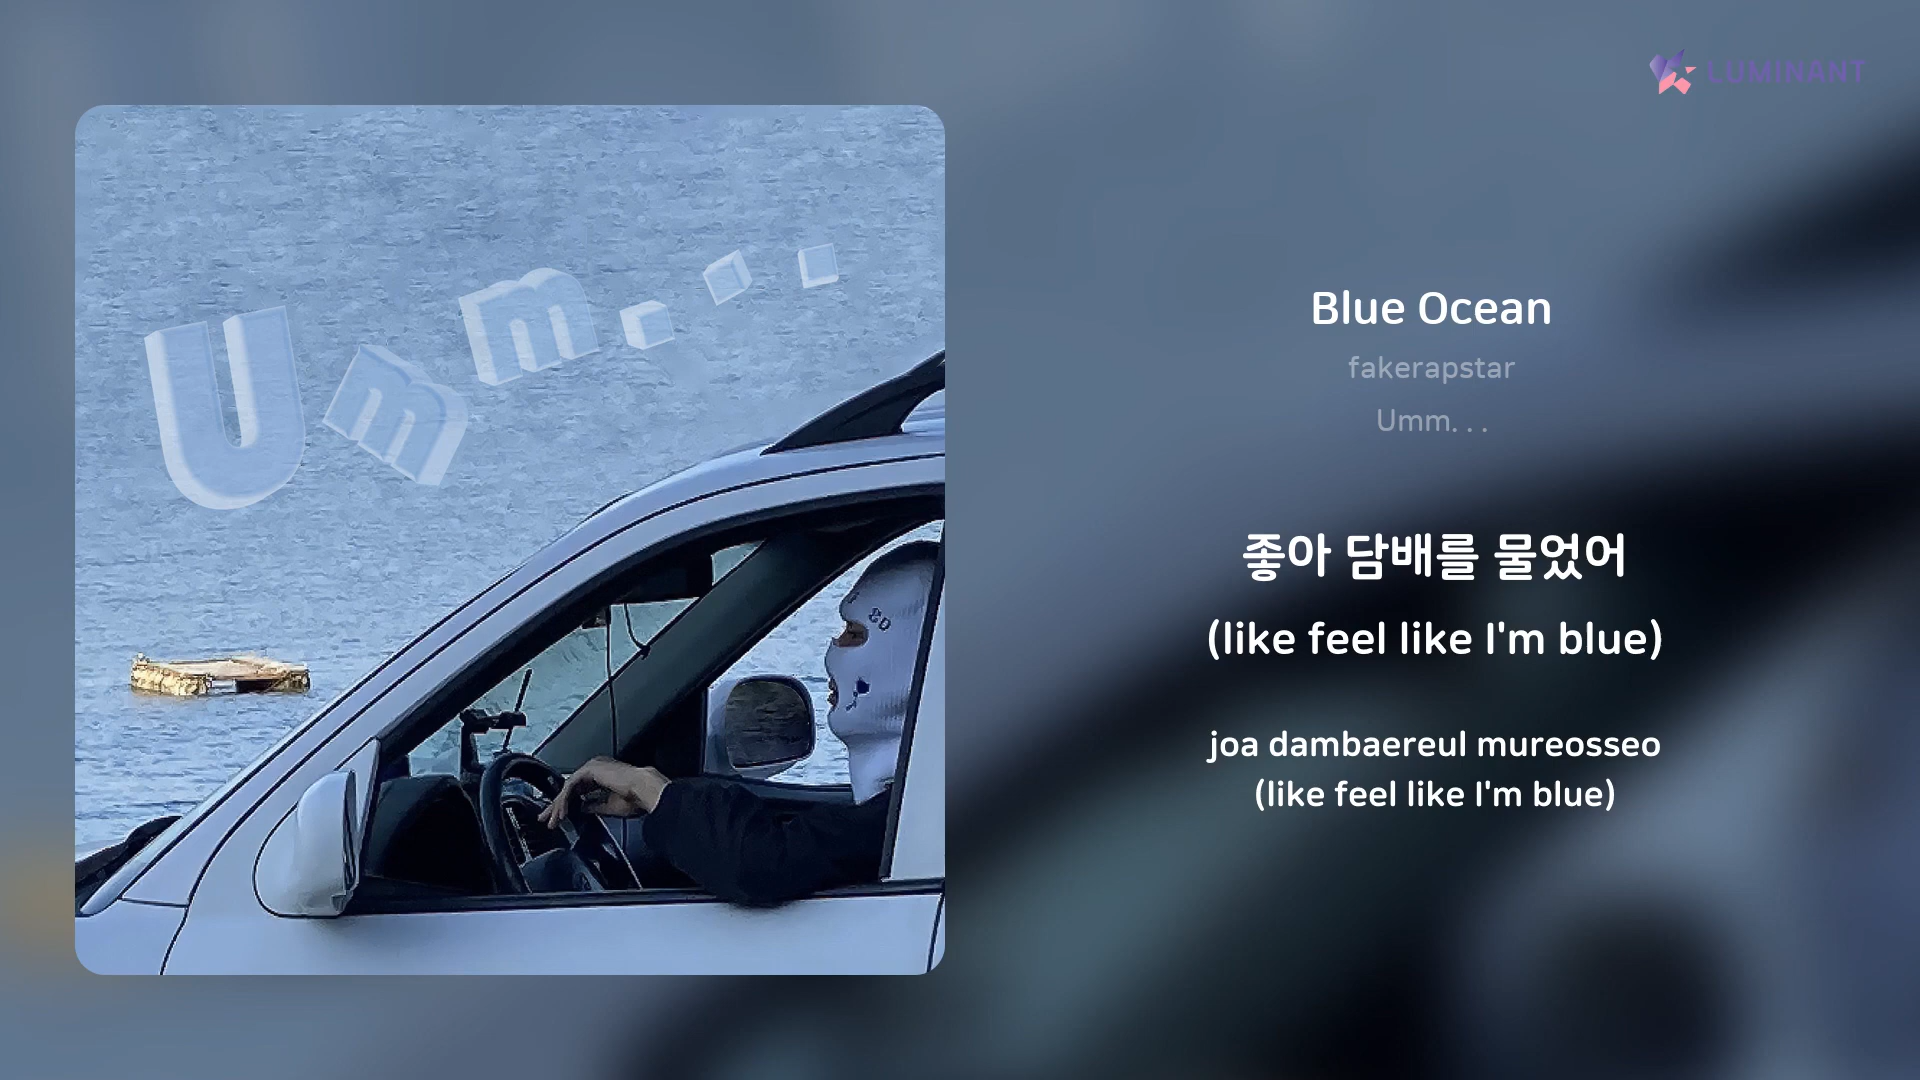 LUMINANT
Umm...
Blue Ocean
fakerapstar
Umm. . .
좋아 담배를 물었어
(like feel like I'm blue)
joa dambaereul mureosseo
(like feel like I'm blue)